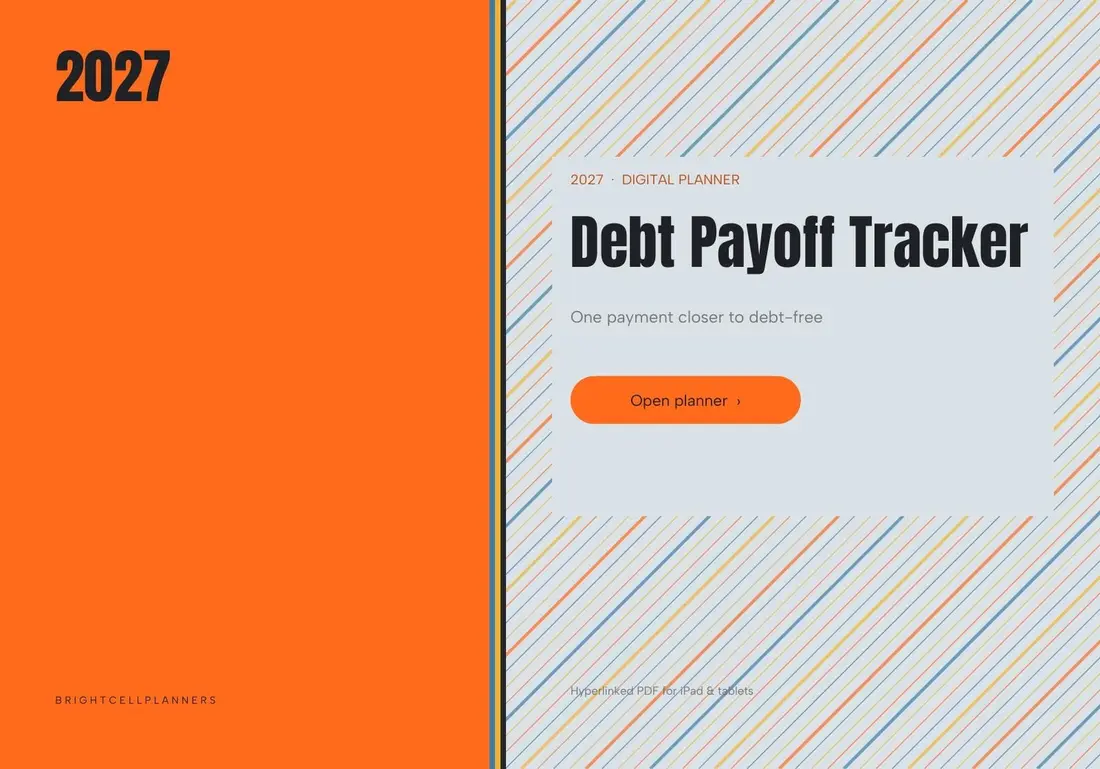 2027
BRIGHTCELLPLANNERS
2027 · DIGITAL PLANNER
Debt Payoff Tracker
One payment closer to debt-free
Open planner ›
Hyperlinked PDF for iPad & tablets